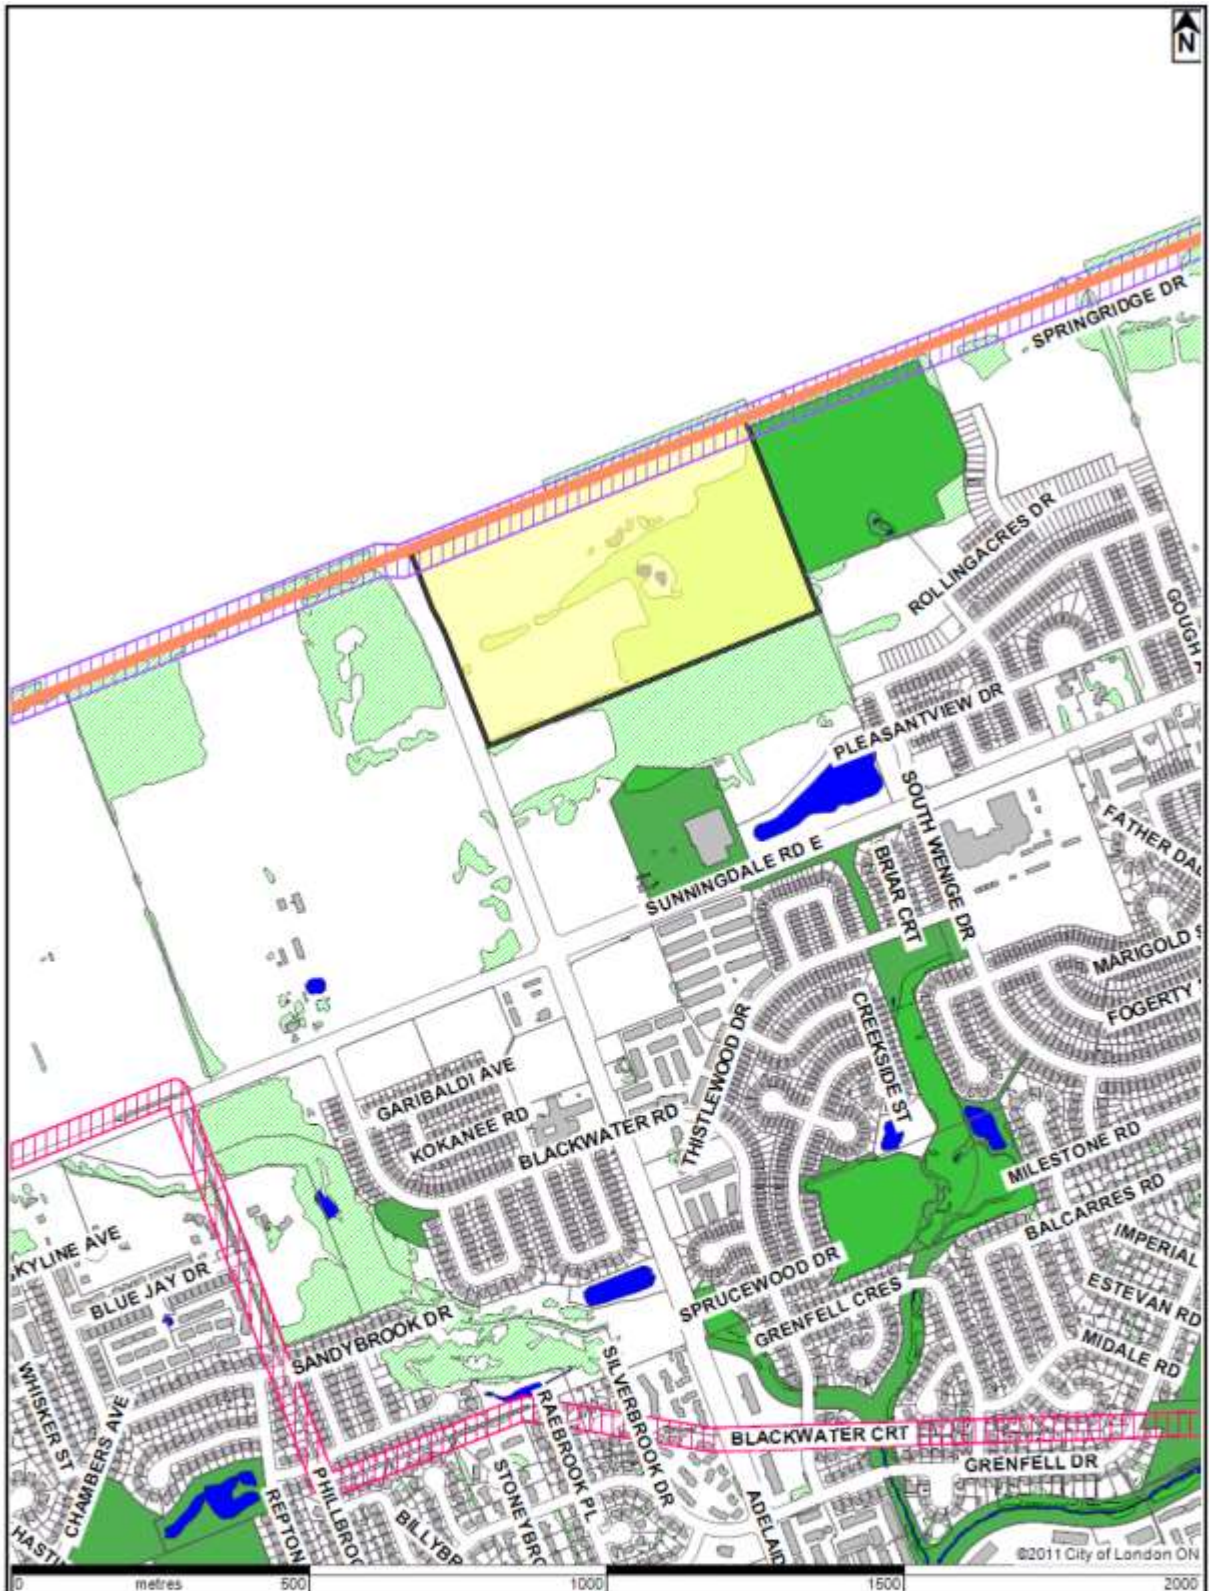 N
SPRINGRIDGE DR
ROLLINGACRES DR
GOUGH
PLEASANTVIEW DR
SOUTH WENIGE DR
FATHER DAL
SUNNINGDALE RD E
BRIAR CRT
MARIGOLD S
FOGERTY
CREEKSIDE ST
THISTLEWOOD DR
GARIBALDI AVE
KOKANEE RD
BLACKWATER RD
MILESTONE RD
BALCARRES RD
IMPERIAL
KYLINE AVE
BLUE JAY DR
SPRUCEWOOD DR
GRENFELL CRES
ESTEVAN RD
SANDYBROOK DR
MIDALE RD
WHISKER ST
CHAMBERS AVE
SILVERBROOK DR
RAEBROOK PL
BLACKWATER CRT
GRENFELL DR
STONEYBRO
PHILLBROO
REPTON
BILLYBR
ADELAID
HASTI
©2011 City of London ON
0 metres 500 1000 1500 2000